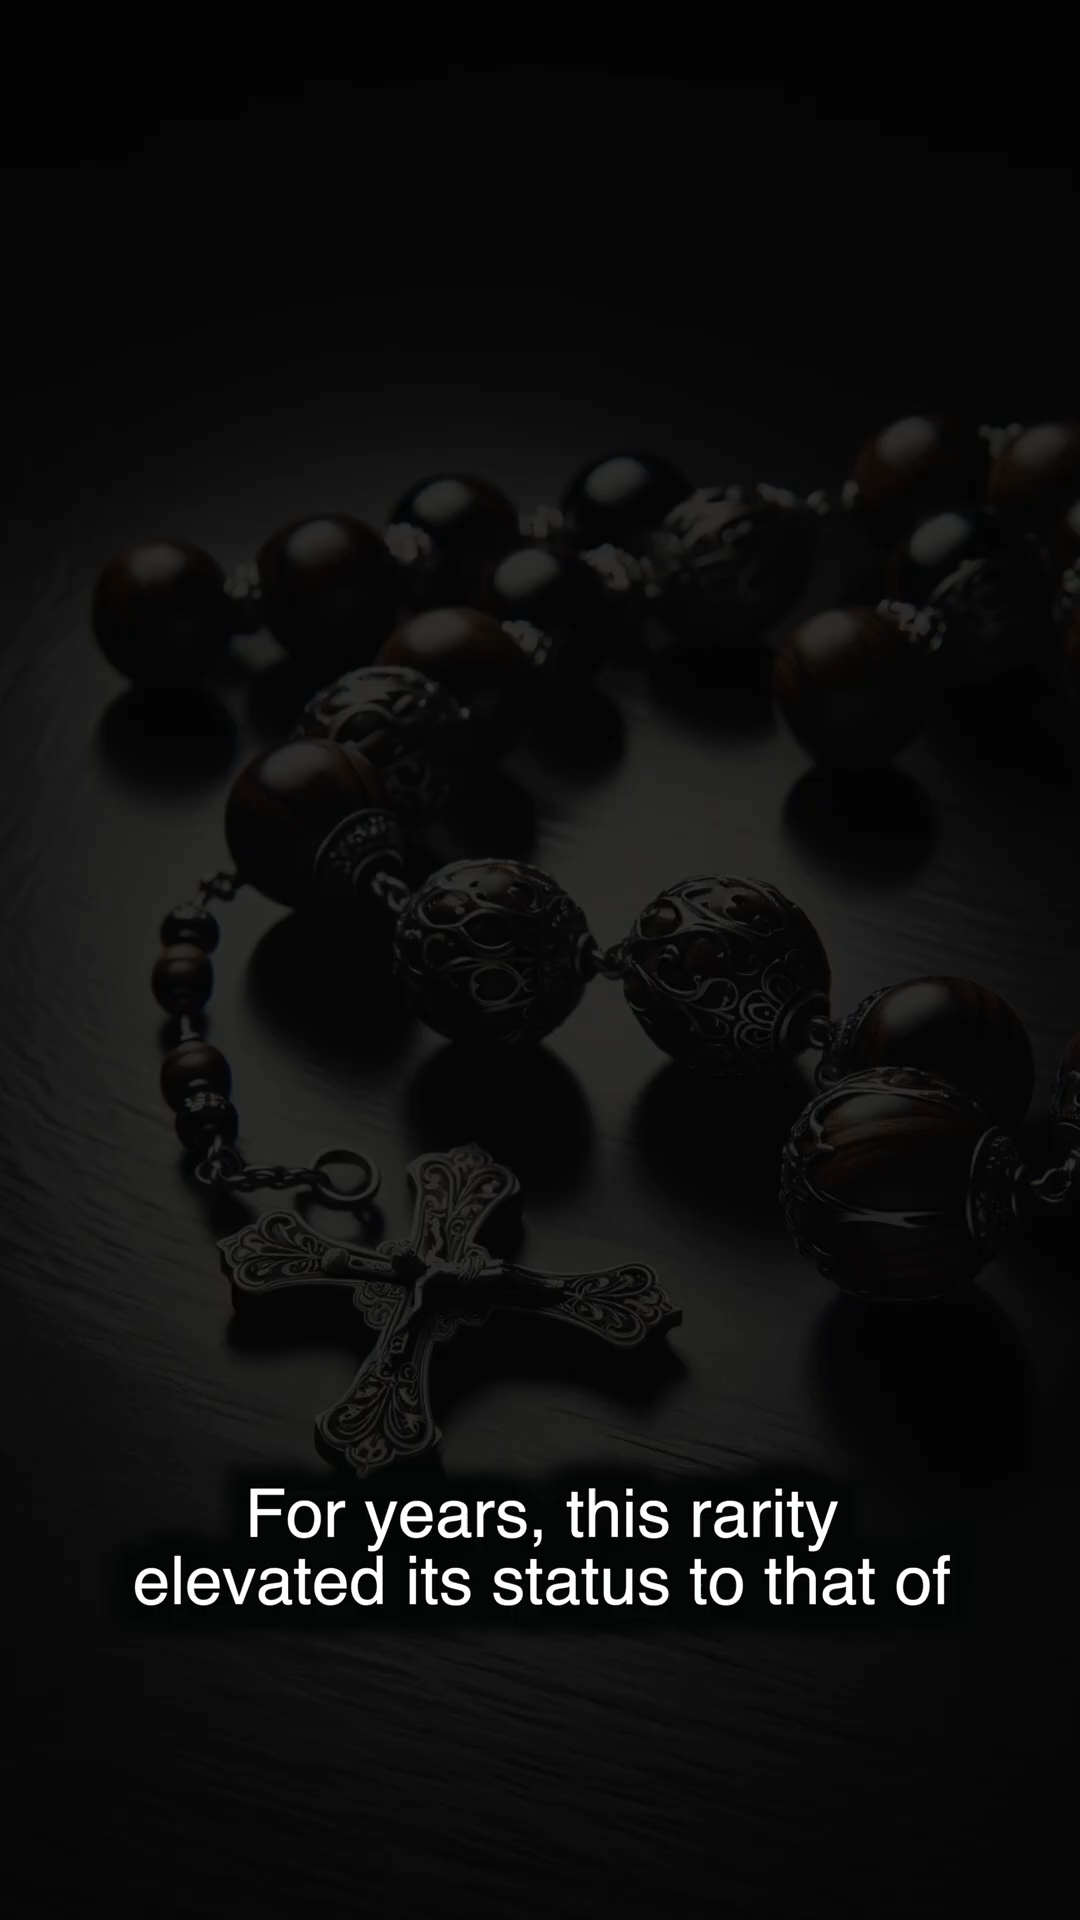 For years, this rarity
elevated its status to that of